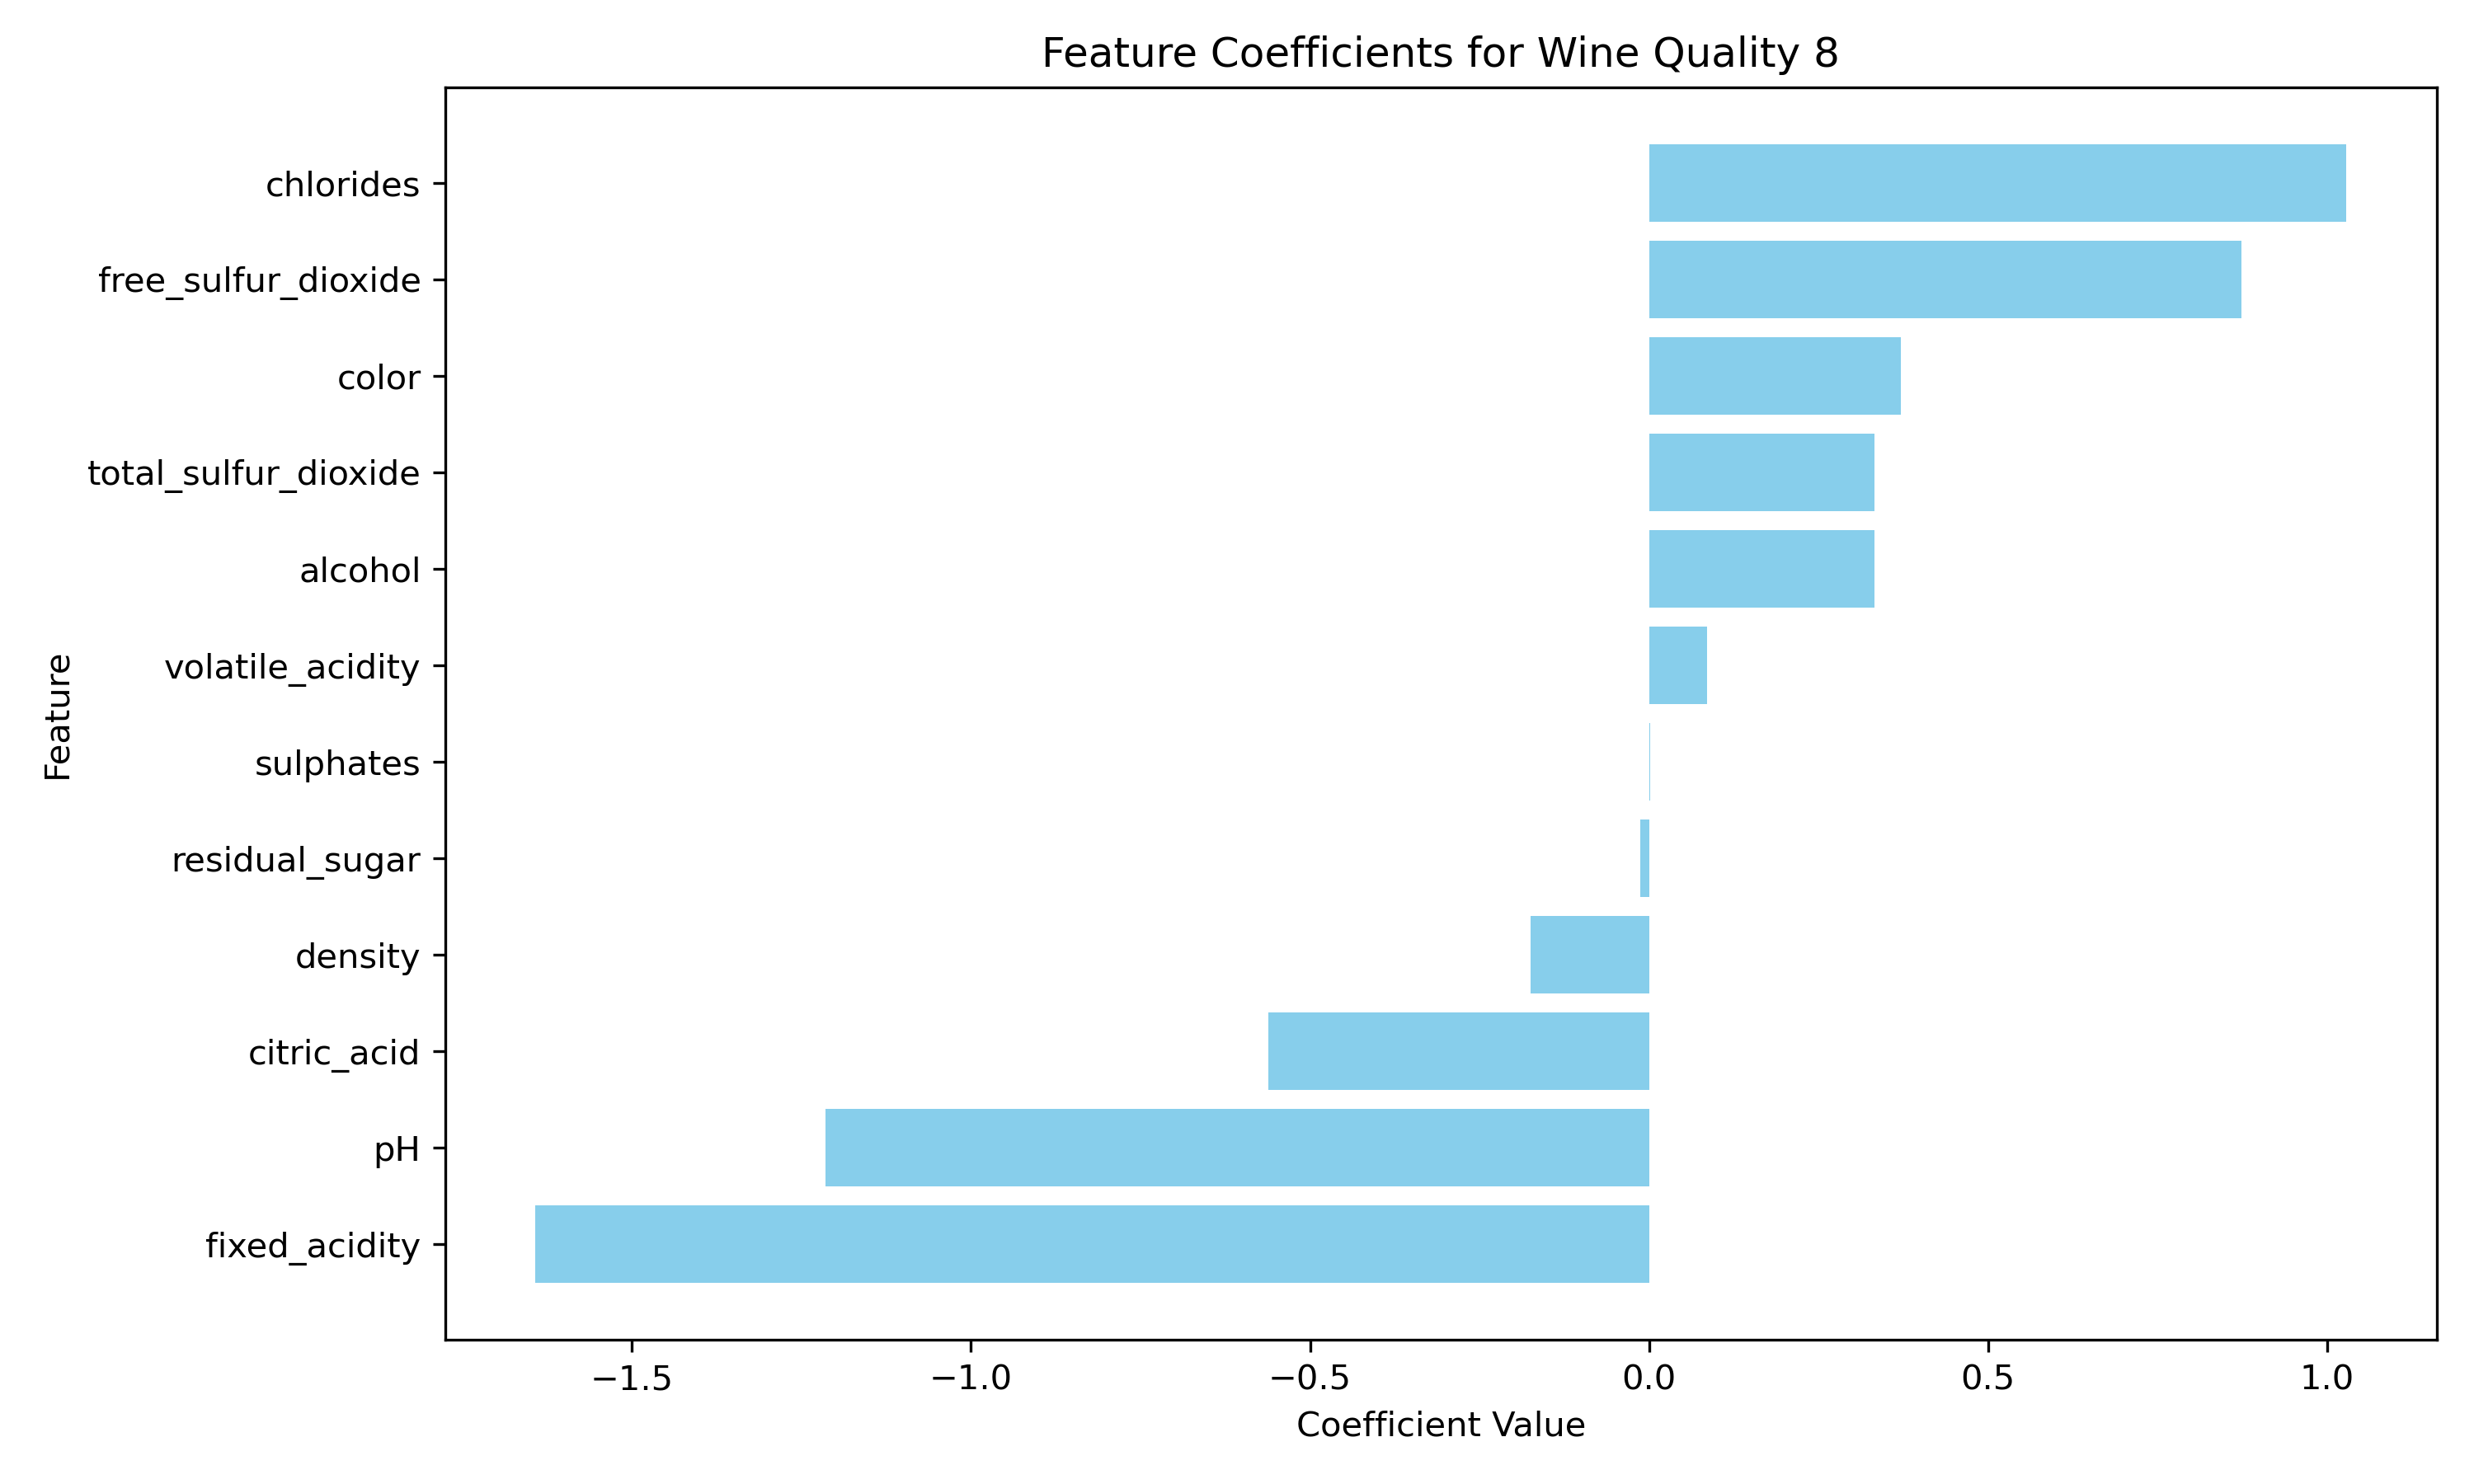 Feature Coefficients for Wine Quality 8
chlorides
free_sulfur_dioxide
color
total_sulfur_dioxide
alcohol
volatile_acidity
sulphates
residual_sugar
density
citric_acid
pH
fixed_acidity
Feature
−1.5 −1.0 −0.5 0.0 0.5 1.0
Coefficient Value